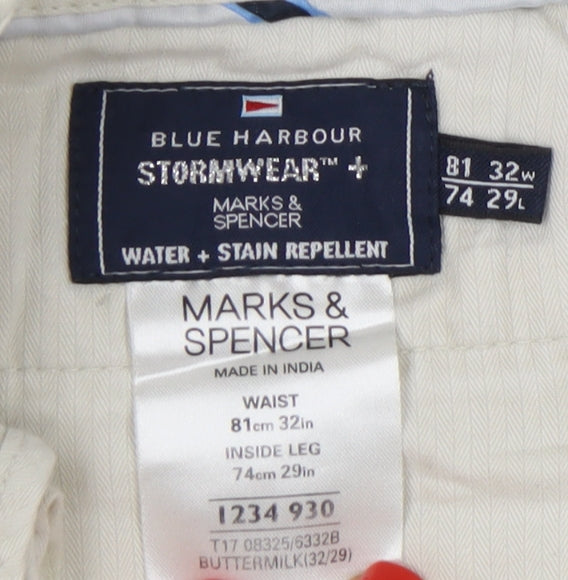 BLUE HARBOUR
STORMWEAR™ +
MARKS &
SPENCER
WATER + STAIN REPELLENT
81 32W
74 29L
MARKS &
SPENCER
MADE IN INDIA
WAIST
81cm 32in
INSIDE LEG
74cm 29in
1234 930
T17 08325/6332B
BUTTERMILK(32/29)